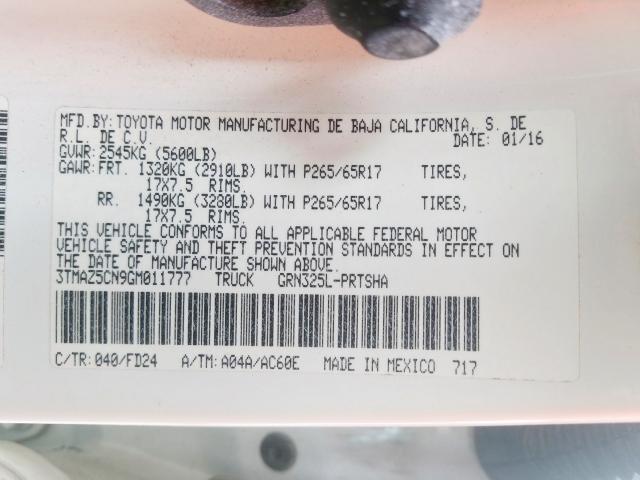 MFD.BY: TOYOTA MOTOR MANUFACTURING DE BAJA CALIFORNIA, S. DE
R.L. DE C.V. DATE: 01/16
GVWR: 2545KG (5600LB)
GAWR: FRT. 1320KG (2910LB) WITH P265/65R17 TIRES,
17X7.5 RIMS.
RR. 1490KG (3280LB) WITH P265/65R17 TIRES,
17X7.5 RIMS.
THIS VEHICLE CONFORMS TO ALL APPLICABLE FEDERAL MOTOR
VEHICLE SAFETY AND THEFT PREVENTION STANDARDS IN EFFECT ON
THE DATE OF MANUFACTURE SHOWN ABOVE.
3TMAZ5CN9GM011777 TRUCK GRN325L-PRTSHA
C/TR: 040/FD24 A/TM: A04A/AC60E MADE IN MEXICO 717